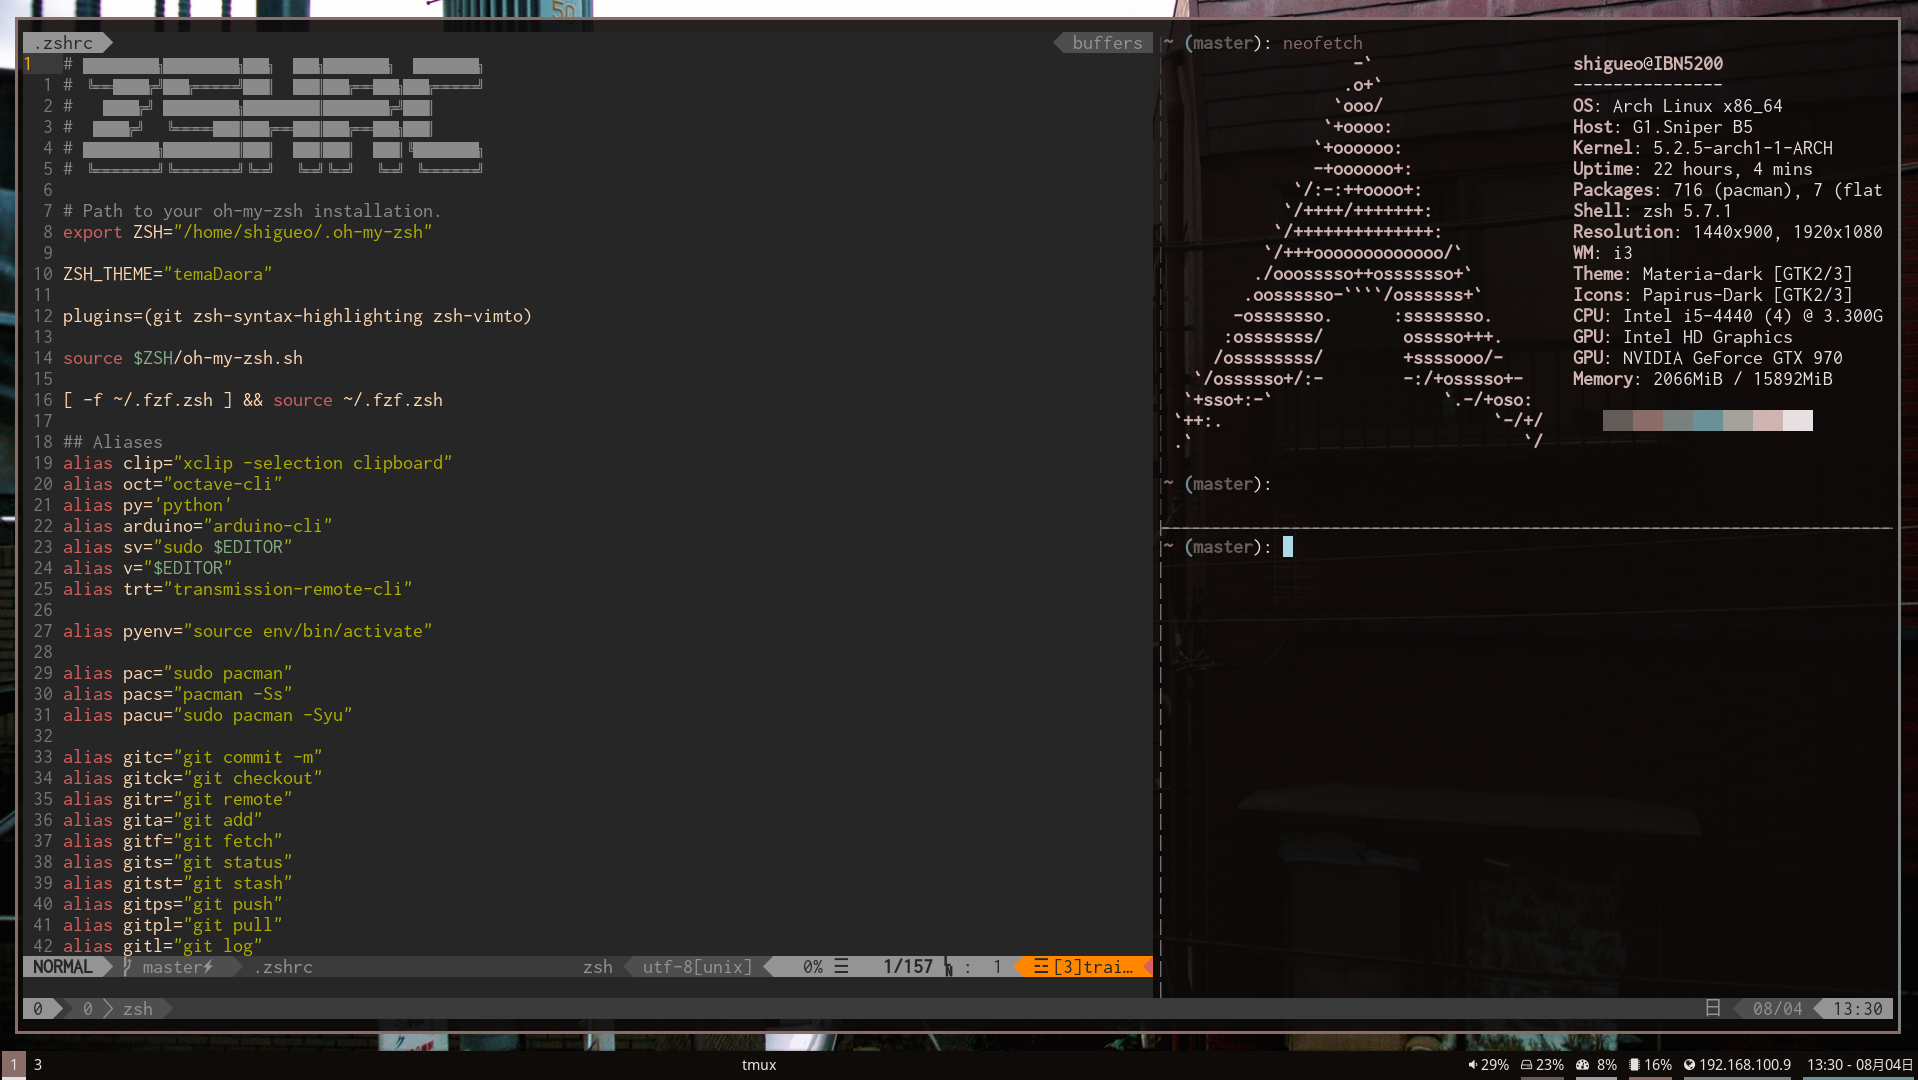 .zshrc buffers
1 #
1 #
2 #
3 #
4 #
5 #
6
7 # Path to your oh-my-zsh installation.
8 export ZSH="/home/shigueo/.oh-my-zsh"
9
10 ZSH_THEME="temaDaora"
11
12 plugins=(git zsh-syntax-highlighting zsh-vimto)
13
14 source $ZSH/oh-my-zsh.sh
15
16 [ -f ~/.fzf.zsh ] && source ~/.fzf.zsh
17
18 ## Aliases
19 alias clip="xclip -selection clipboard"
20 alias oct="octave-cli"
21 alias py='python'
22 alias arduino="arduino-cli"
23 alias sv="sudo $EDITOR"
24 alias v="$EDITOR"
25 alias trt="transmission-remote-cli"
26
27 alias pyenv="source env/bin/activate"
28
29 alias pac="sudo pacman"
30 alias pacs="pacman -Ss"
31 alias pacu="sudo pacman -Syu"
32
33 alias gitc="git commit -m"
34 alias gitck="git checkout"
35 alias gitr="git remote"
36 alias gita="git add"
37 alias gitf="git fetch"
38 alias gits="git status"
39 alias gitst="git stash"
40 alias gitps="git push"
41 alias gitpl="git pull"
42 alias gitl="git log"
NORMAL master .zshrc zsh utf-8[unix] 0% ☰ 1/157 : 1 ☲ [3]trai…
~ (master): neofetch
shigueo@IBN5200
---------------
OS: Arch Linux x86_64
Host: G1.Sniper B5
Kernel: 5.2.5-arch1-1-ARCH
Uptime: 22 hours, 4 mins
Packages: 716 (pacman), 7 (flat
Shell: zsh 5.7.1
Resolution: 1440x900, 1920x1080
WM: i3
Theme: Materia-dark [GTK2/3]
Icons: Papirus-Dark [GTK2/3]
CPU: Intel i5-4440 (4) @ 3.300G
GPU: Intel HD Graphics
GPU: NVIDIA GeForce GTX 970
Memory: 2066MiB / 15892MiB
~ (master):
~ (master):
0 0 zsh 日 08/04 13:30
1 3 tmux 29% 23% 8% 16% 192.168.100.9 13:30 - 08月04日